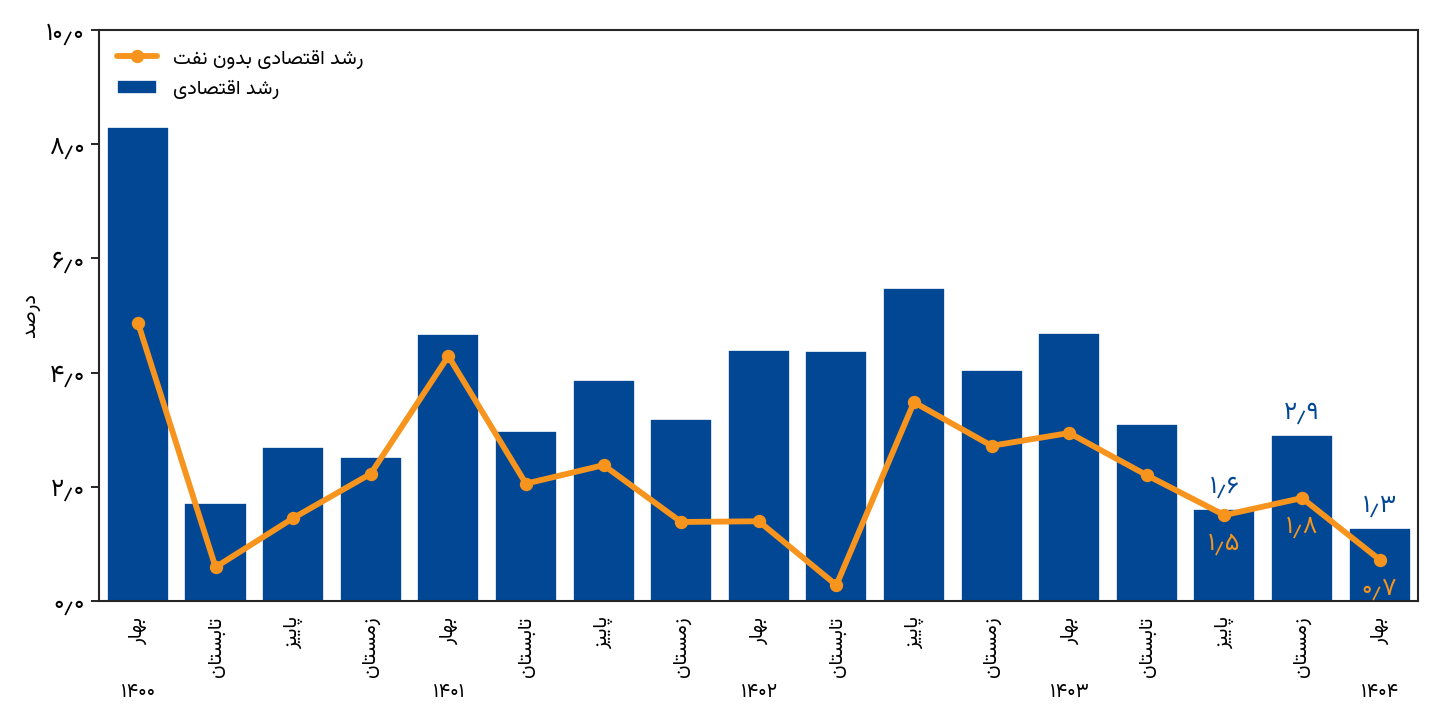 رشد اقتصادی بدون نفت
رشد اقتصادی
درصد
۱۰٫۰
۸٫۰
۶٫۰
۴٫۰
۲٫۰
۰٫۰
۱٫۶
۲٫۹
۱٫۳
۱٫۵
۱٫۸
۰٫۷
بهار
تابستان
پاییز
زمستان
بهار
تابستان
پاییز
زمستان
بهار
تابستان
پاییز
زمستان
بهار
تابستان
پاییز
زمستان
بهار
۱۴۰۰
۱۴۰۱
۱۴۰۲
۱۴۰۳
۱۴۰۴